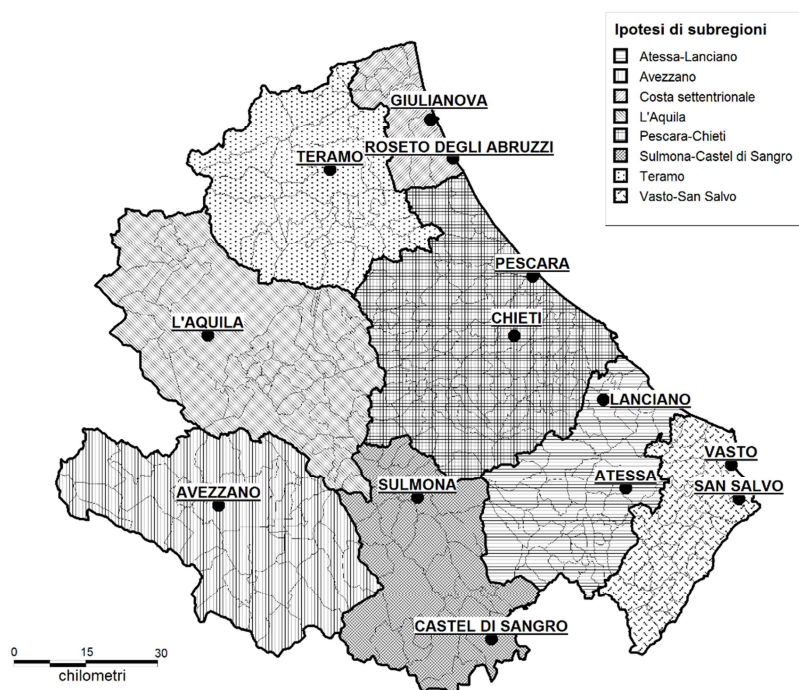 Ipotesi di subregioni
Atessa-Lanciano
Avezzano
Costa settentrionale
L'Aquila
Pescara-Chieti
Sulmona-Castel di Sangro
Teramo
Vasto-San Salvo
GIULIANOVA
ROSETO DEGLI ABRUZZI
TERAMO
PESCARA
L'AQUILA
CHIETI
LANCIANO
VASTO
ATESSA
SULMONA
AVEZZANO
SAN SALVO
CASTEL DI SANGRO
0 15 30
chilometri